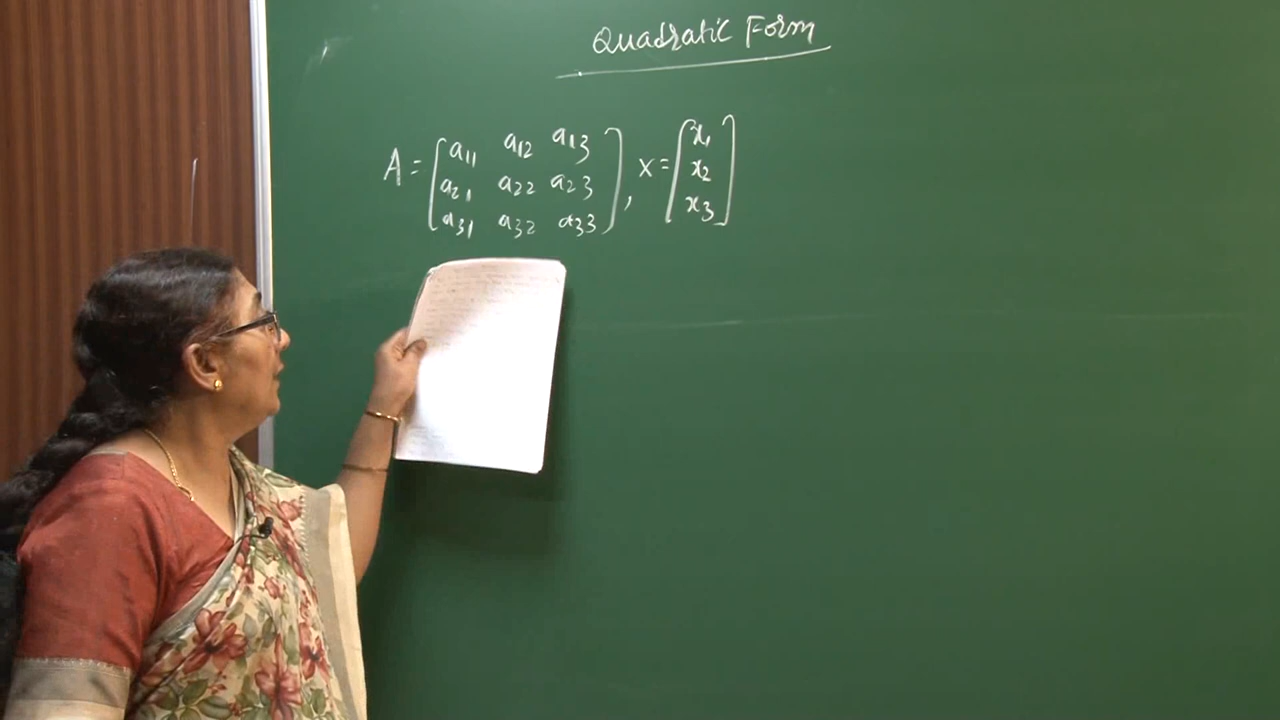 Quadratic Form
A = [a11 a12 a13
a21 a22 a23
a31 a32 a33], X = [x1
x2
x3]